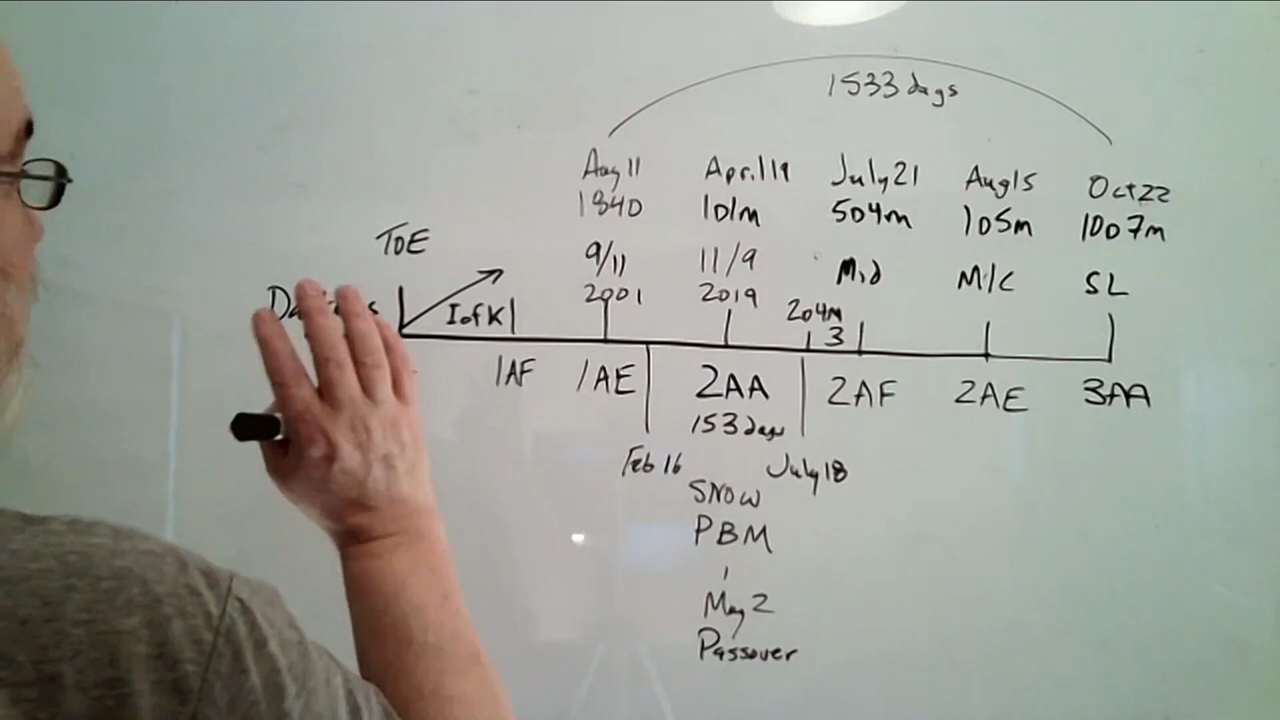 1533 days
Aug 11 April 19 July 21 Aug 15 Oct 22
1840 101m 504m 105m 1007m
ToE 9/11 11/9 Mid M/C SL
2001 2019 204m
I of K 3
1AF 1AE 2AA 2AF 2AE 3AA
153 days
Feb 16 July 18
SNOW
PBM
May 2
Passover